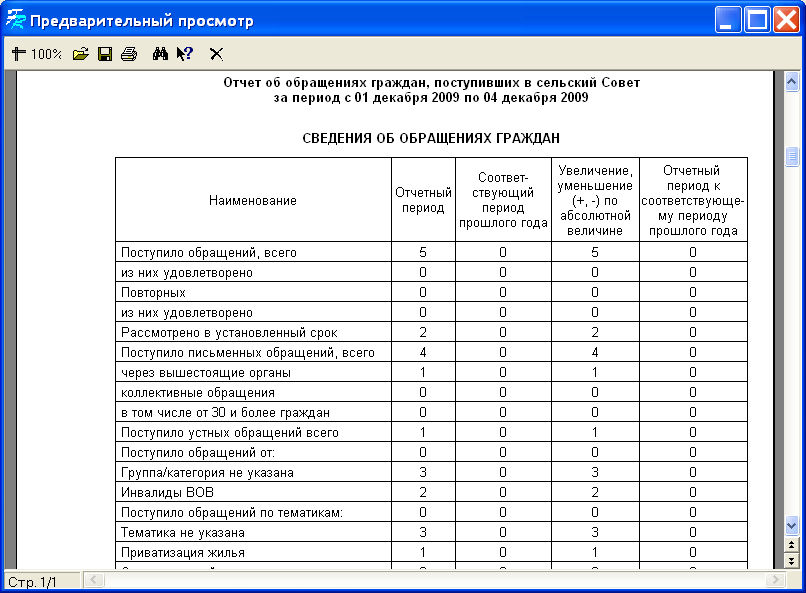 Предварительный просмотр
100%
Отчет об обращениях граждан, поступивших в сельский Совет
за период с 01 декабря 2009 по 04 декабря 2009
СВЕДЕНИЯ ОБ ОБРАЩЕНИЯХ ГРАЖДАН
Наименование
Отчетный
период
Соответ-
ствующий
период
прошлого года
Увеличение,
уменьшение
(+, -) по
абсолютной
величине
Отчетный
период к
соответствующе-
му периоду
прошлого года
Поступило обращений, всего 5 0 5 0
из них удовлетворено 0 0 0 0
Повторных 0 0 0 0
из них удовлетворено 0 0 0 0
Рассмотрено в установленный срок 2 0 2 0
Поступило письменных обращений, всего 4 0 4 0
через вышестоящие органы 1 0 1 0
коллективные обращения 0 0 0 0
в том числе от 30 и более граждан 0 0 0 0
Поступило устных обращений всего 1 0 1 0
Поступило обращений от: 0 0 0 0
Группа/категория не указана 3 0 3 0
Инвалиды ВОВ 2 0 2 0
Поступило обращений по тематикам: 0 0 0 0
Тематика не указана 3 0 3 0
Приватизация жилья 1 0 1 0
Стр. 1/1